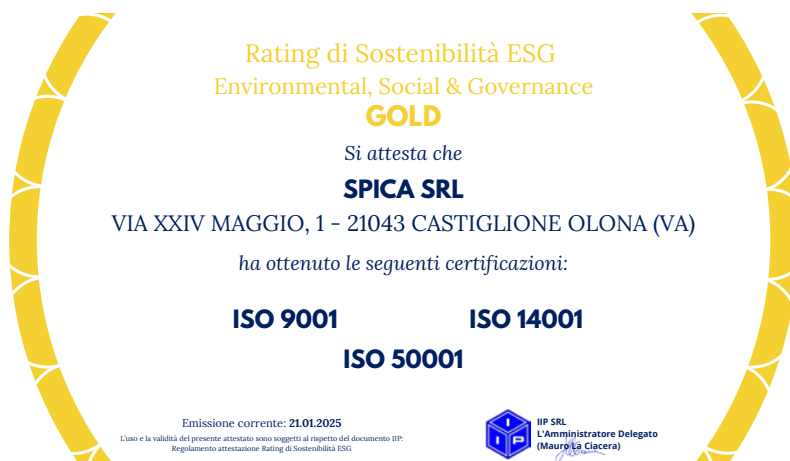 Rating di Sostenibilità ESG
Environmental, Social & Governance
GOLD
Si attesta che
SPICA SRL
VIA XXIV MAGGIO, 1 - 21043 CASTIGLIONE OLONA (VA)
ha ottenuto le seguenti certificazioni:
ISO 9001 ISO 14001
ISO 50001
Emissione corrente: 21.01.2025
L'uso e la validità del presente attestato sono soggetti al rispetto del documento IIP:
Regolamento attestazione Rating di Sostenibilità ESG
IIP
IIP SRL
L'Amministratore Delegato
(Mauro La Ciacera)